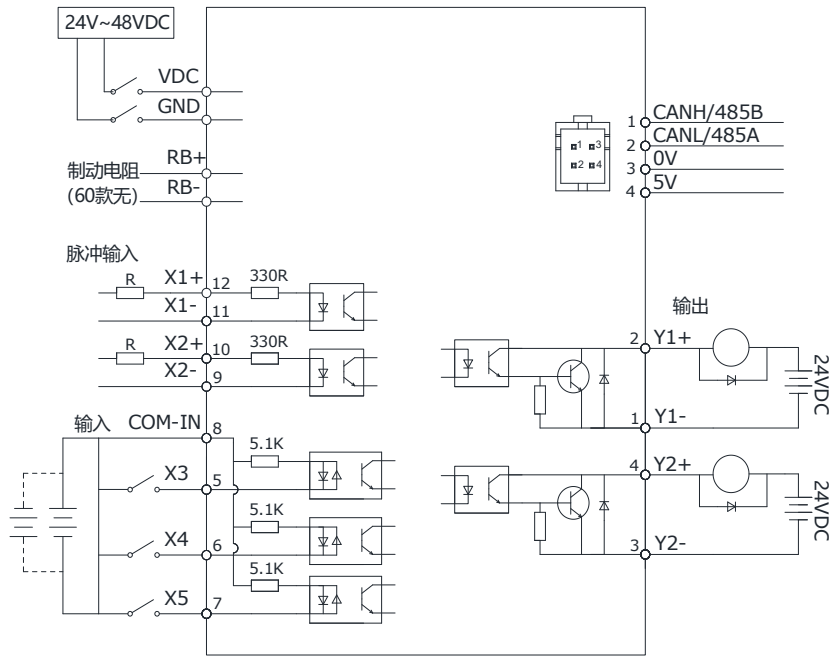 24V~48VDC
VDC
GND
制动电阻
(60款无)
RB+
RB-
脉冲输入
R
X1+
12
330R
X1-
11
R
X2+
10
330R
X2-
9
输入
COM-IN
8
5.1K
X3
5
5.1K
X4
6
5.1K
X5
7
1
3
2
4
1
CANH/485B
2
CANL/485A
3
0V
4
5V
输出
2
Y1+
24VDC
1
Y1-
4
Y2+
24VDC
3
Y2-